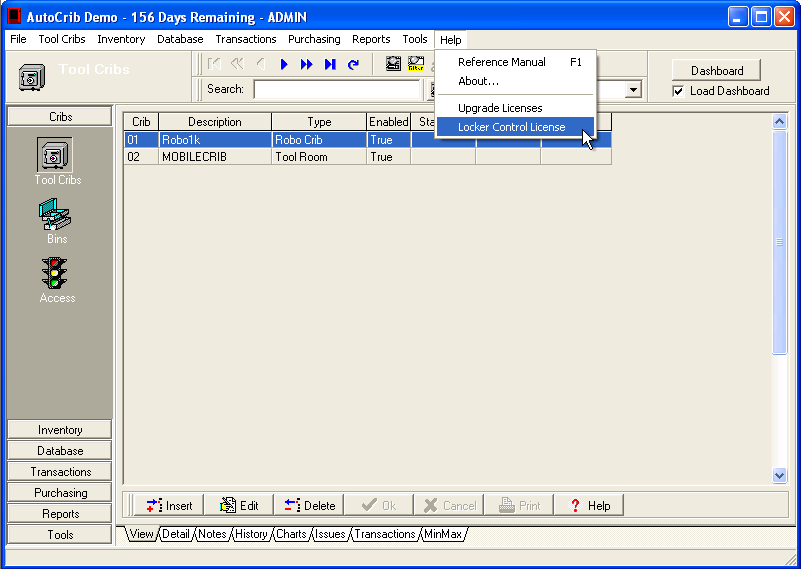 AutoCrib Demo - 156 Days Remaining - ADMIN
File Tool Cribs Inventory Database Transactions Purchasing Reports Tools Help
Tool Cribs
filter
Search:
Dashboard
Load Dashboard
Reference Manual F1
About...
Upgrade Licenses
Locker Control License
Cribs
Tool Cribs
Bins
Access
Inventory
Database
Transactions
Purchasing
Reports
Tools
Crib Description Type Enabled
01 Robo1k Robo Crib True
02 MOBILECRIB Tool Room True
Insert Edit Delete Ok Cancel Print Help
View Detail Notes History Charts Issues Transactions MinMax